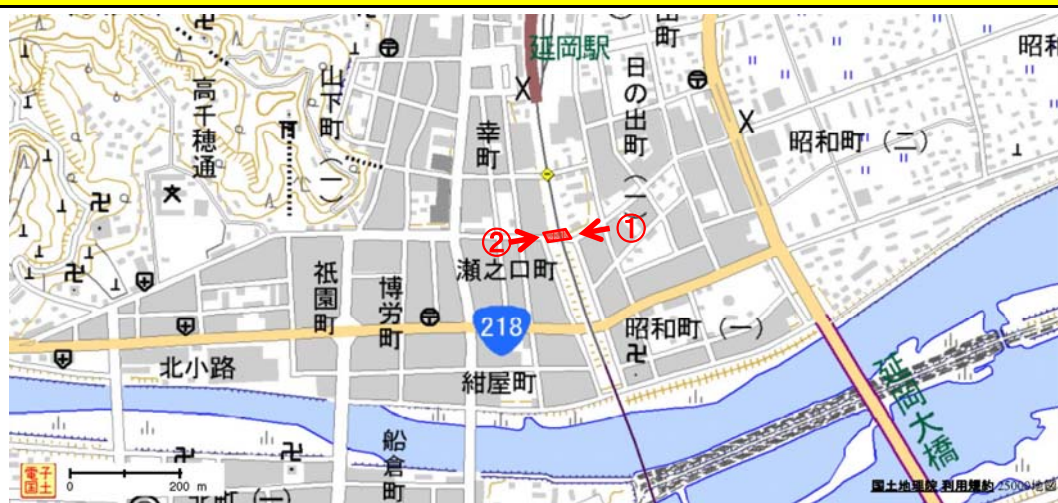 延岡駅
昭和
高千穂通
山下町(一)
幸町
日の出町(一)
昭和町(二)
①
②
瀬之口町
祇園町
博労町
218
昭和町(一)
北小路
紺屋町
船倉町
延岡大橋
電子国土
0
200 m
国土地理院 利用規約 25000地図